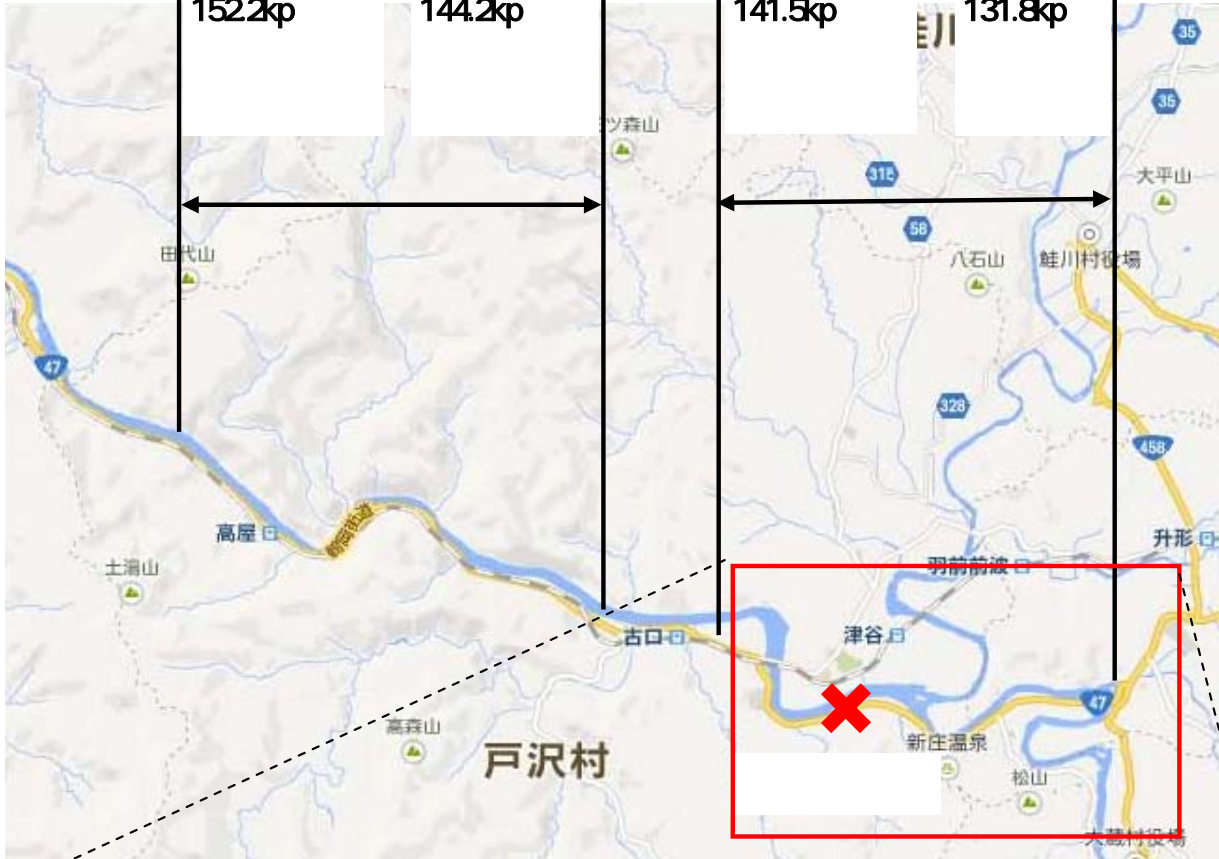 152.2kp
144.2kp
141.5kp
131.8kp
35
35
ツ森山
315
大平山
56
田代山
八石山
鮭川村役場
47
328
458
高屋
升形
土湯山
羽前前波
古口
津谷
高森山
47
新庄温泉
戸沢村
松山
大蔵村役場